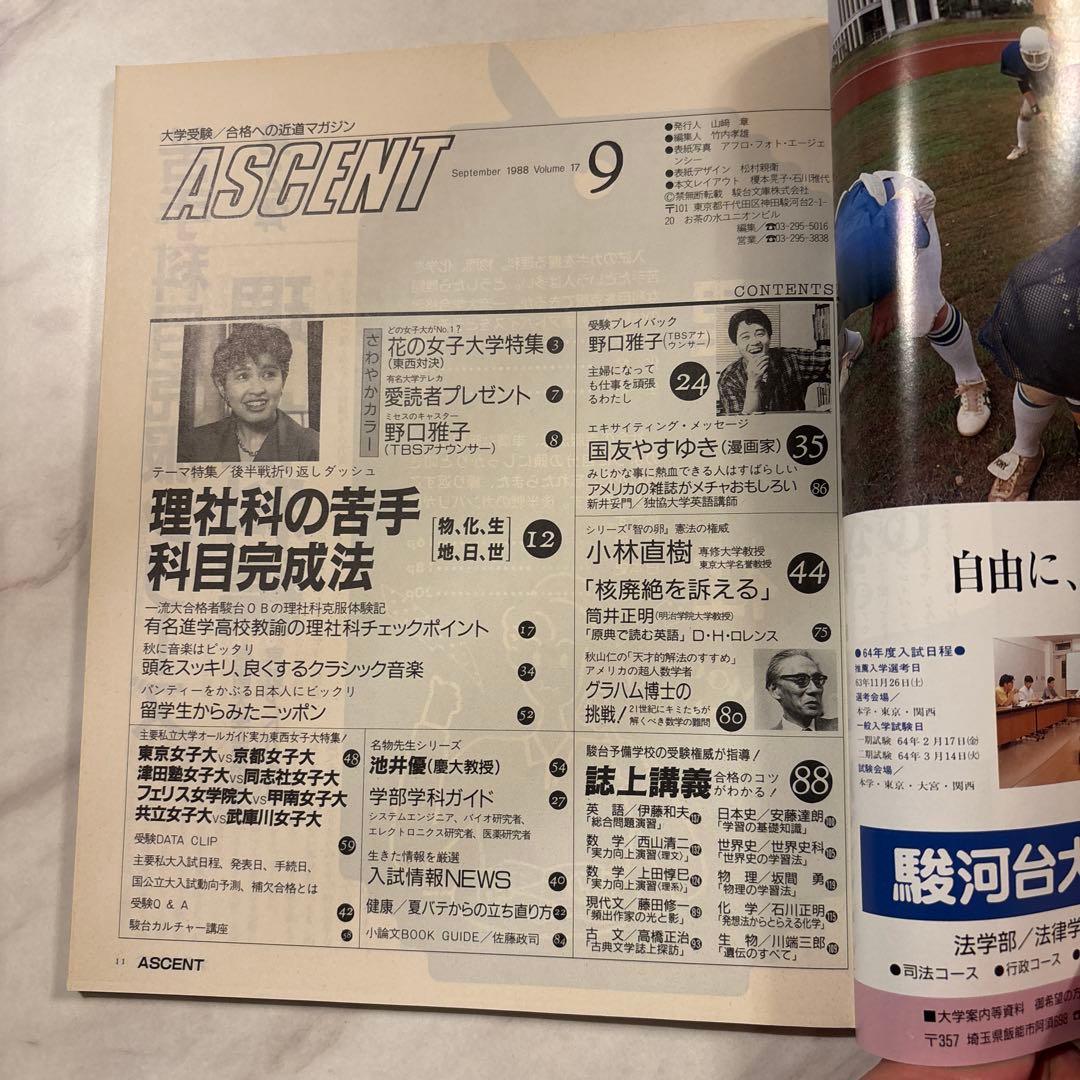 大学受験／合格への近道マガジン
ASCENT
September 1988 Volume 17
9
●発行人 山﨑 章
●編集人 竹内孝雄
●表紙写真 アフロ・フォト・エージェ
ンシー
●表紙デザイン 松村親衛
●本文レイアウト 榎本晃子・石川雅代
Ⓒ禁無断転載 駿台文庫株式会社
〒101 東京都千代田区神田駿河台2-1-
20 お茶の水ユニオンビル
編集／☎03-295-5016
営業／☎03-295-3838
CONTENTS
さわやかカラー
どの女子大がNo.1？
花の女子大学特集 3
(東西対決)
有名大学テレカ
愛読者プレゼント 7
ミセスのキャスター
野口雅子 8
(TBSアナウンサー)
テーマ特集／後半戦折り返しダッシュ
理社科の苦手
科目完成法
[物、化、生
地、日、世]
12
一流大合格者駿台OBの理社科克服体験記
有名進学高校教諭の理社科チェックポイント 17
秋に音楽はピッタリ
頭をスッキリ、良くするクラシック音楽 34
パンティーをかぶる日本人にビックリ
留学生からみたニッポン 52
受験プレイバック
野口雅子(TBSアナ
ウンサー)
主婦になって
も仕事を頑張
るわたし
24
エキサイティング・メッセージ
国友やすゆき(漫画家) 35
みじかな事に熱血できる人はすばらしい
アメリカの雑誌がメチャおもしろい 86
新井妥門／独協大学英語講師
シリーズ『智の卵』憲法の権威
小林直樹 専修大学教授
東京大学名誉教授
44
「核廃絶を訴える」
筒井正明(明治学院大学教授)
「原典で読む英語」D・H・ロレンス 75
秋山仁の「天才的解法のすすめ」
アメリカの超人数学者
グラハム博士の
挑戦！ 21世紀にキミたちが
解くべき数学の難問
80
主要私立大学オールガイド実力東西女子大特集！
東京女子大vs京都女子大 48
津田塾女子大vs同志社女子大
フェリス女学院大vs甲南女子大
共立女子大vs武庫川女子大
受験DATA CLIP 59
主要私大入試日程、発表日、手続日、
国公立大入試動向予測、補欠合格とは
受験Q & A 42
駿台カルチャー講座
名物先生シリーズ
池井優(慶大教授) 54
学部学科ガイド 27
システムエンジニア、バイオ研究者、
エレクトロニクス研究者、医薬研究者
生きた情報を厳選
入試情報NEWS 40
健康／夏バテからの立ち直り方 22
小論文BOOK GUIDE／佐藤政司 84
駿台予備学校の受験権威が指導！
誌上講義 合格のコツ
がわかる！
88
英 語／伊藤和夫
「総合問題演習」
数 学／西山清二
「実力向上演習(理文)」
数 学／上田惇巳
「実力向上演習(理系)」
現代文／藤田修一
「頻出作家の光と影」
古 文／高橋正治
「古典文学誌上探訪」
日本史／安藤達朗
「学習の基礎知識」
世界史／世界史科
「世界史の学習法」
物 理／坂間 勇
「物理の学習法」
化 学／石川正明
「発想法からとらえる化学」
生 物／川端三郎
「遺伝のすべて」
11 ASCENT
自由に、
●64年度入試日程●
推薦入学選考日
63年11月26日(土)
選考会場／
本学・東京・関西
一般入学試験日
一期試験 64年2月17日(金)
二期試験 64年3月14日(火)
試験会場／
本学・東京・大宮・関西
駿河台大
法学部／法律学
●司法コース ●行政コース ●
■大学案内等資料 御希望の方
〒357 埼玉県飯能市阿須698